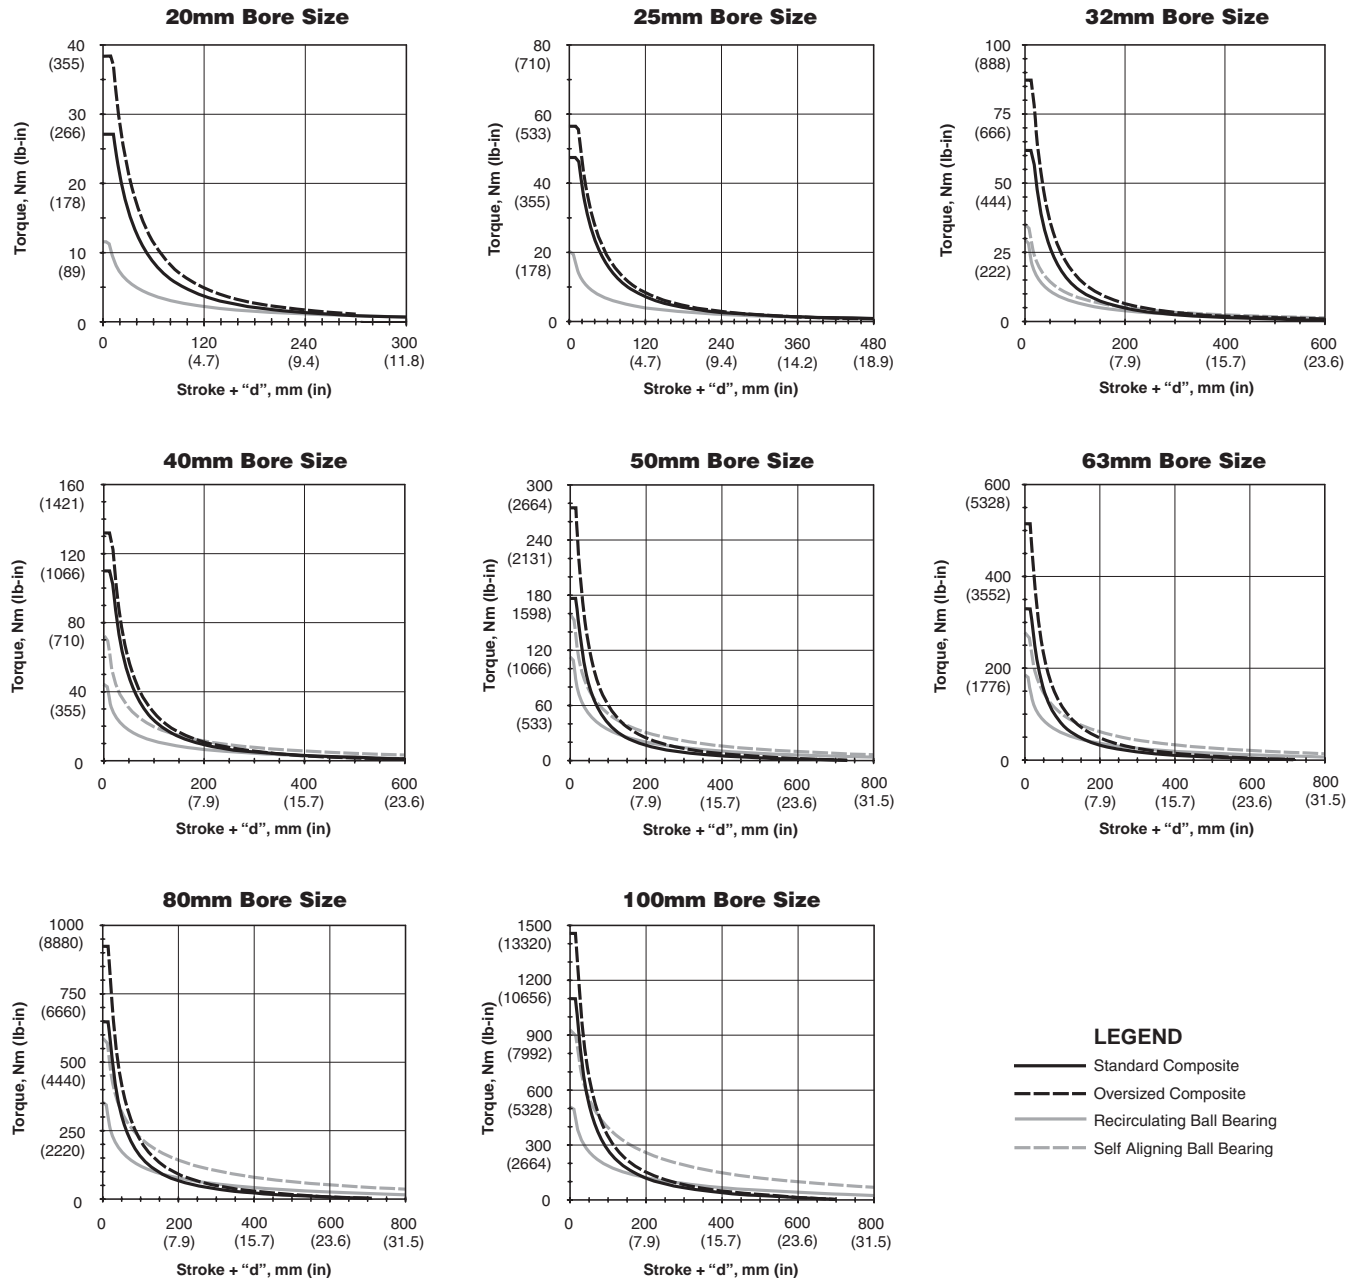 20mm Bore Size
40
(355)
30
(266)
20
(178)
10
(89)
0
Torque, Nm (lb-in)
0 120 240 300
(4.7) (9.4) (11.8)
Stroke + “d”, mm (in)
25mm Bore Size
80
(710)
60
(533)
40
(355)
20
(178)
0
Torque, Nm (lb-in)
0 120 240 360 480
(4.7) (9.4) (14.2) (18.9)
Stroke + “d”, mm (in)
32mm Bore Size
100
(888)
75
(666)
50
(444)
25
(222)
0
Torque, Nm (lb-in)
0 200 400 600
(7.9) (15.7) (23.6)
Stroke + “d”, mm (in)
40mm Bore Size
160
(1421)
120
(1066)
80
(710)
40
(355)
0
Torque, Nm (lb-in)
0 200 400 600
(7.9) (15.7) (23.6)
Stroke + “d”, mm (in)
50mm Bore Size
300
(2664)
240
(2131)
180
(1598)
120
(1066)
60
(533)
0
Torque, Nm (lb-in)
0 200 400 600 800
(7.9) (15.7) (23.6) (31.5)
Stroke + “d”, mm (in)
63mm Bore Size
600
(5328)
400
(3552)
200
(1776)
0
Torque, Nm (lb-in)
0 200 400 600 800
(7.9) (15.7) (23.6) (31.5)
Stroke + “d”, mm (in)
80mm Bore Size
1000
(8880)
750
(6660)
500
(4440)
250
(2220)
0
Torque, Nm (lb-in)
0 200 400 600 800
(7.9) (15.7) (23.6) (31.5)
Stroke + “d”, mm (in)
100mm Bore Size
1500
(13320)
1200
(10656)
900
(7992)
600
(5328)
300
(2664)
0
Torque, Nm (lb-in)
0 200 400 600 800
(7.9) (15.7) (23.6) (31.5)
Stroke + “d”, mm (in)
LEGEND
Standard Composite
Oversized Composite
Recirculating Ball Bearing
Self Aligning Ball Bearing